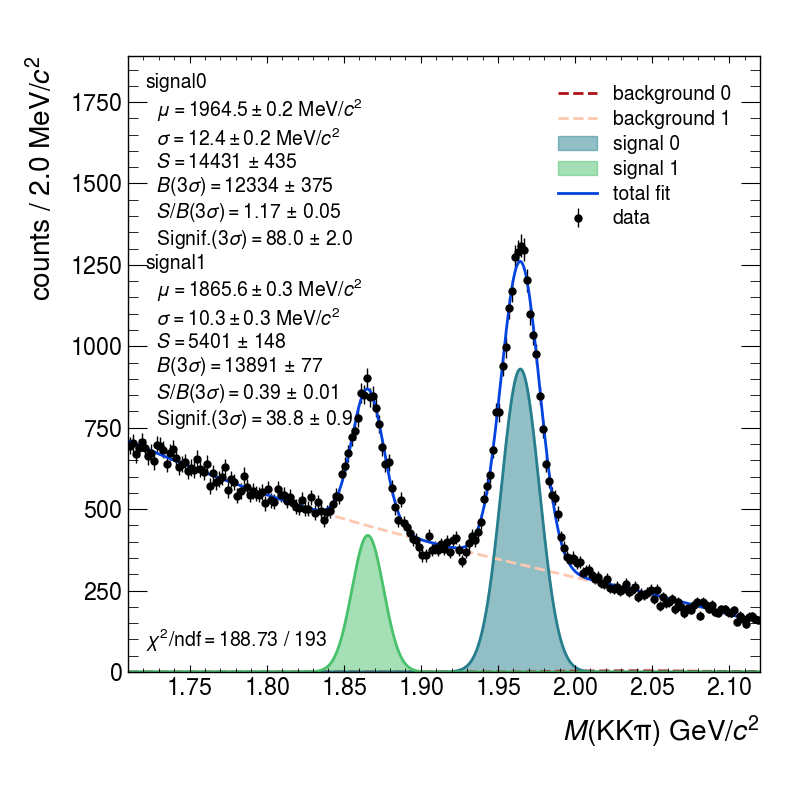 counts / 2.0 MeV/c²
1750
1500
1250
1000
750
500
250
0
signal0
μ = 1964.5 ± 0.2 MeV/c²
σ = 12.4 ± 0.2 MeV/c²
S = 14431 ± 435
B(3σ) = 12334 ± 375
S/B(3σ) = 1.17 ± 0.05
Signif.(3σ) = 88.0 ± 2.0
signal1
μ = 1865.6 ± 0.3 MeV/c²
σ = 10.3 ± 0.3 MeV/c²
S = 5401 ± 148
B(3σ) = 13891 ± 77
S/B(3σ) = 0.39 ± 0.01
Signif.(3σ) = 38.8 ± 0.9
background 0
background 1
signal 0
signal 1
total fit
data
χ²/ndf = 188.73 / 193
1.75 1.80 1.85 1.90 1.95 2.00 2.05 2.10
M(KKπ) GeV/c²